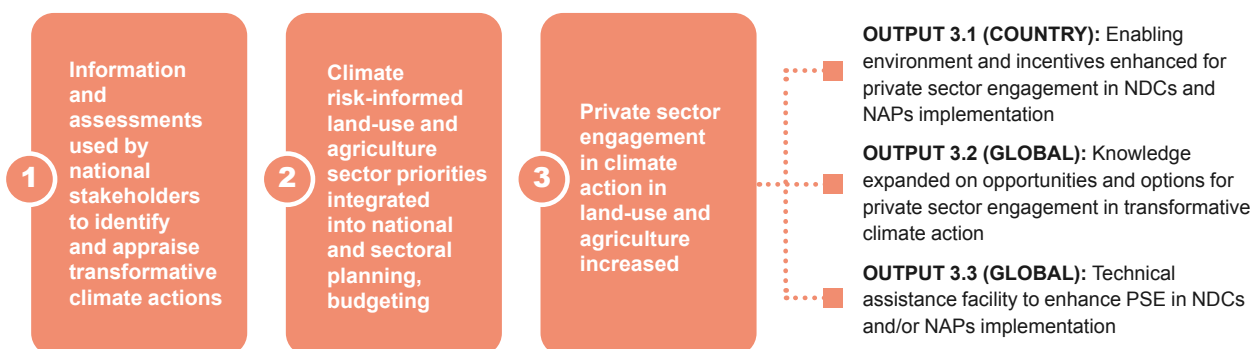 1
Information
and
assessments
used by
national
stakeholders
to identify
and appraise
transformative
climate actions
2
Climate
risk-informed
land-use and
agriculture
sector priorities
integrated
into national
and sectoral
planning,
budgeting
3
Private sector
engagement
in climate
action in
land-use and
agriculture
increased
OUTPUT 3.1 (COUNTRY): Enabling
environment and incentives enhanced for
private sector engagement in NDCs and
NAPs implementation
OUTPUT 3.2 (GLOBAL): Knowledge
expanded on opportunities and options for
private sector engagement in transformative
climate action
OUTPUT 3.3 (GLOBAL): Technical
assistance facility to enhance PSE in NDCs
and/or NAPs implementation